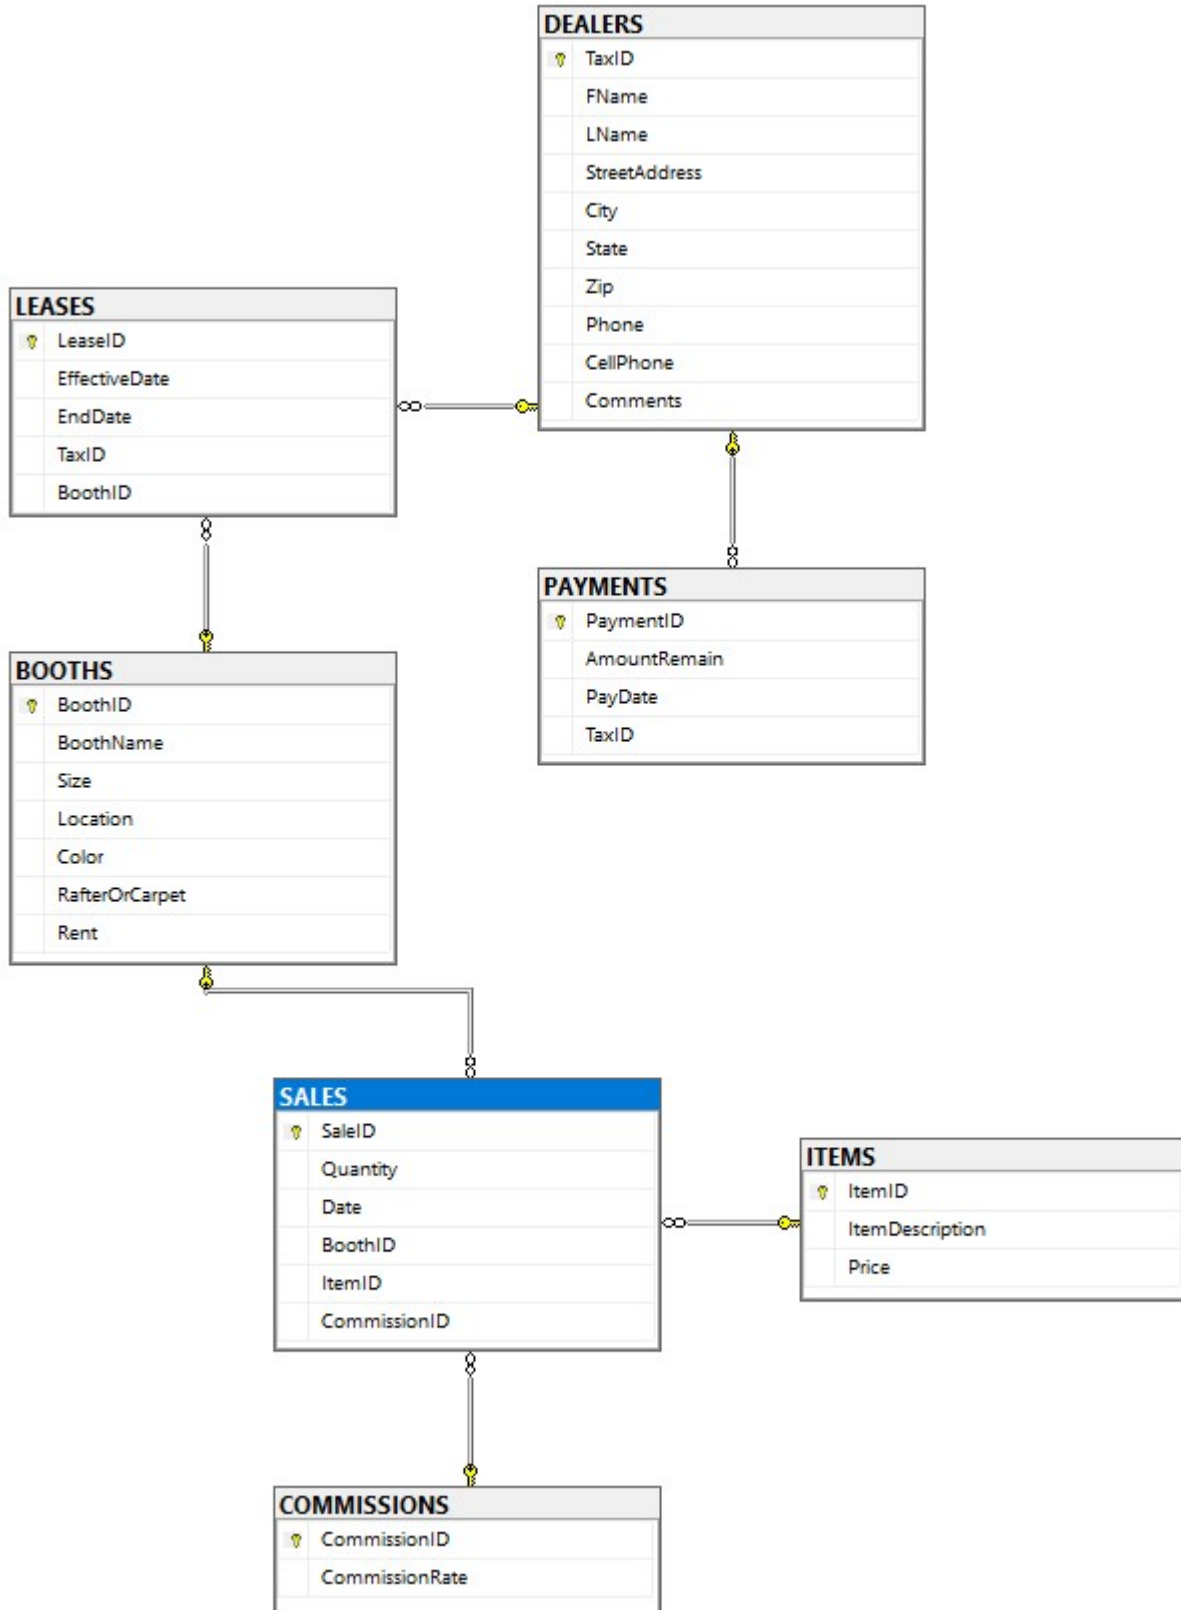 DEALERS
TaxID
FName
LName
StreetAddress
City
State
Zip
Phone
CellPhone
Comments
LEASES
LeaseID
EffectiveDate
EndDate
TaxID
BoothID
PAYMENTS
PaymentID
AmountRemain
PayDate
TaxID
BOOTHS
BoothID
BoothName
Size
Location
Color
RafterOrCarpet
Rent
SALES
SaleID
Quantity
Date
BoothID
ItemID
CommissionID
ITEMS
ItemID
ItemDescription
Price
COMMISSIONS
CommissionID
CommissionRate